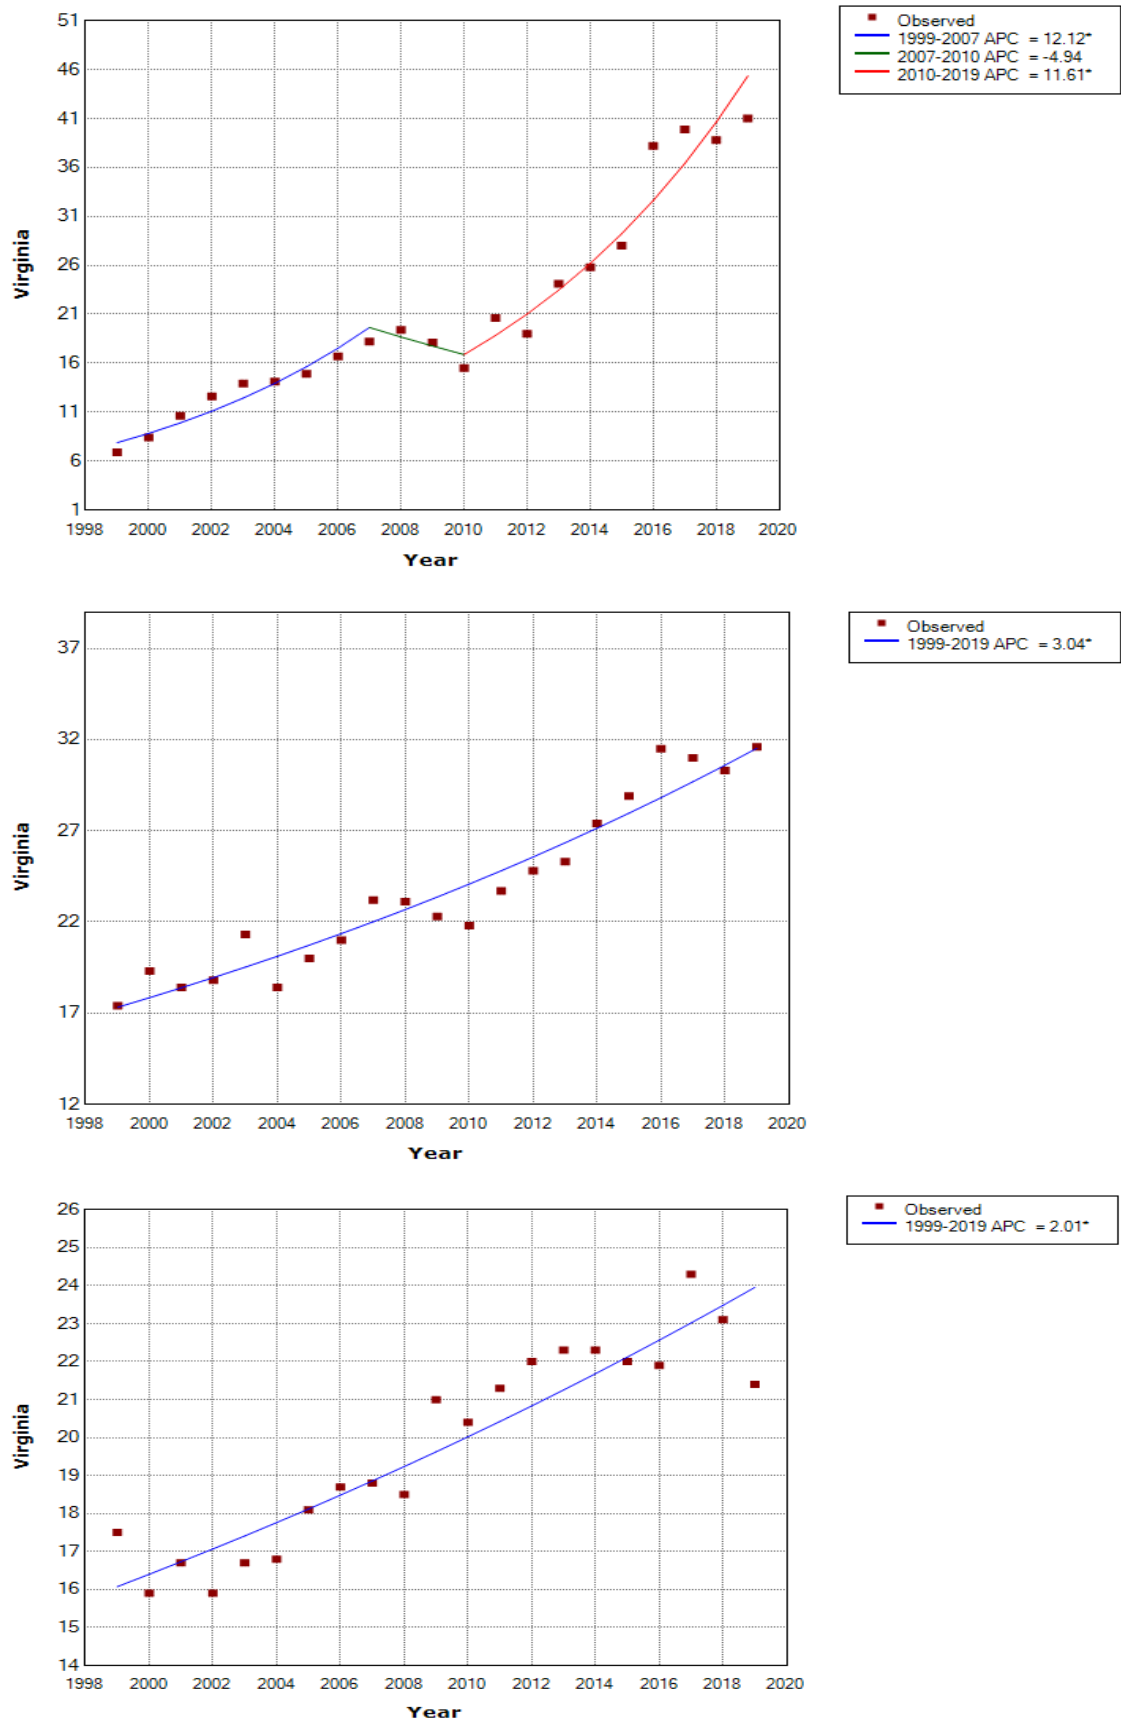 51
46
41
36
31
26
21
16
11
6
1
Virginia
1998 2000 2002 2004 2006 2008 2010 2012 2014 2016 2018 2020
Year
Observed
1999-2007 APC = 12.12*
2007-2010 APC = -4.94
2010-2019 APC = 11.61*
37
32
27
22
17
12
Virginia
1998 2000 2002 2004 2006 2008 2010 2012 2014 2016 2018 2020
Year
Observed
1999-2019 APC = 3.04*
26
25
24
23
22
21
20
19
18
17
16
15
14
Virginia
1998 2000 2002 2004 2006 2008 2010 2012 2014 2016 2018 2020
Year
Observed
1999-2019 APC = 2.01*